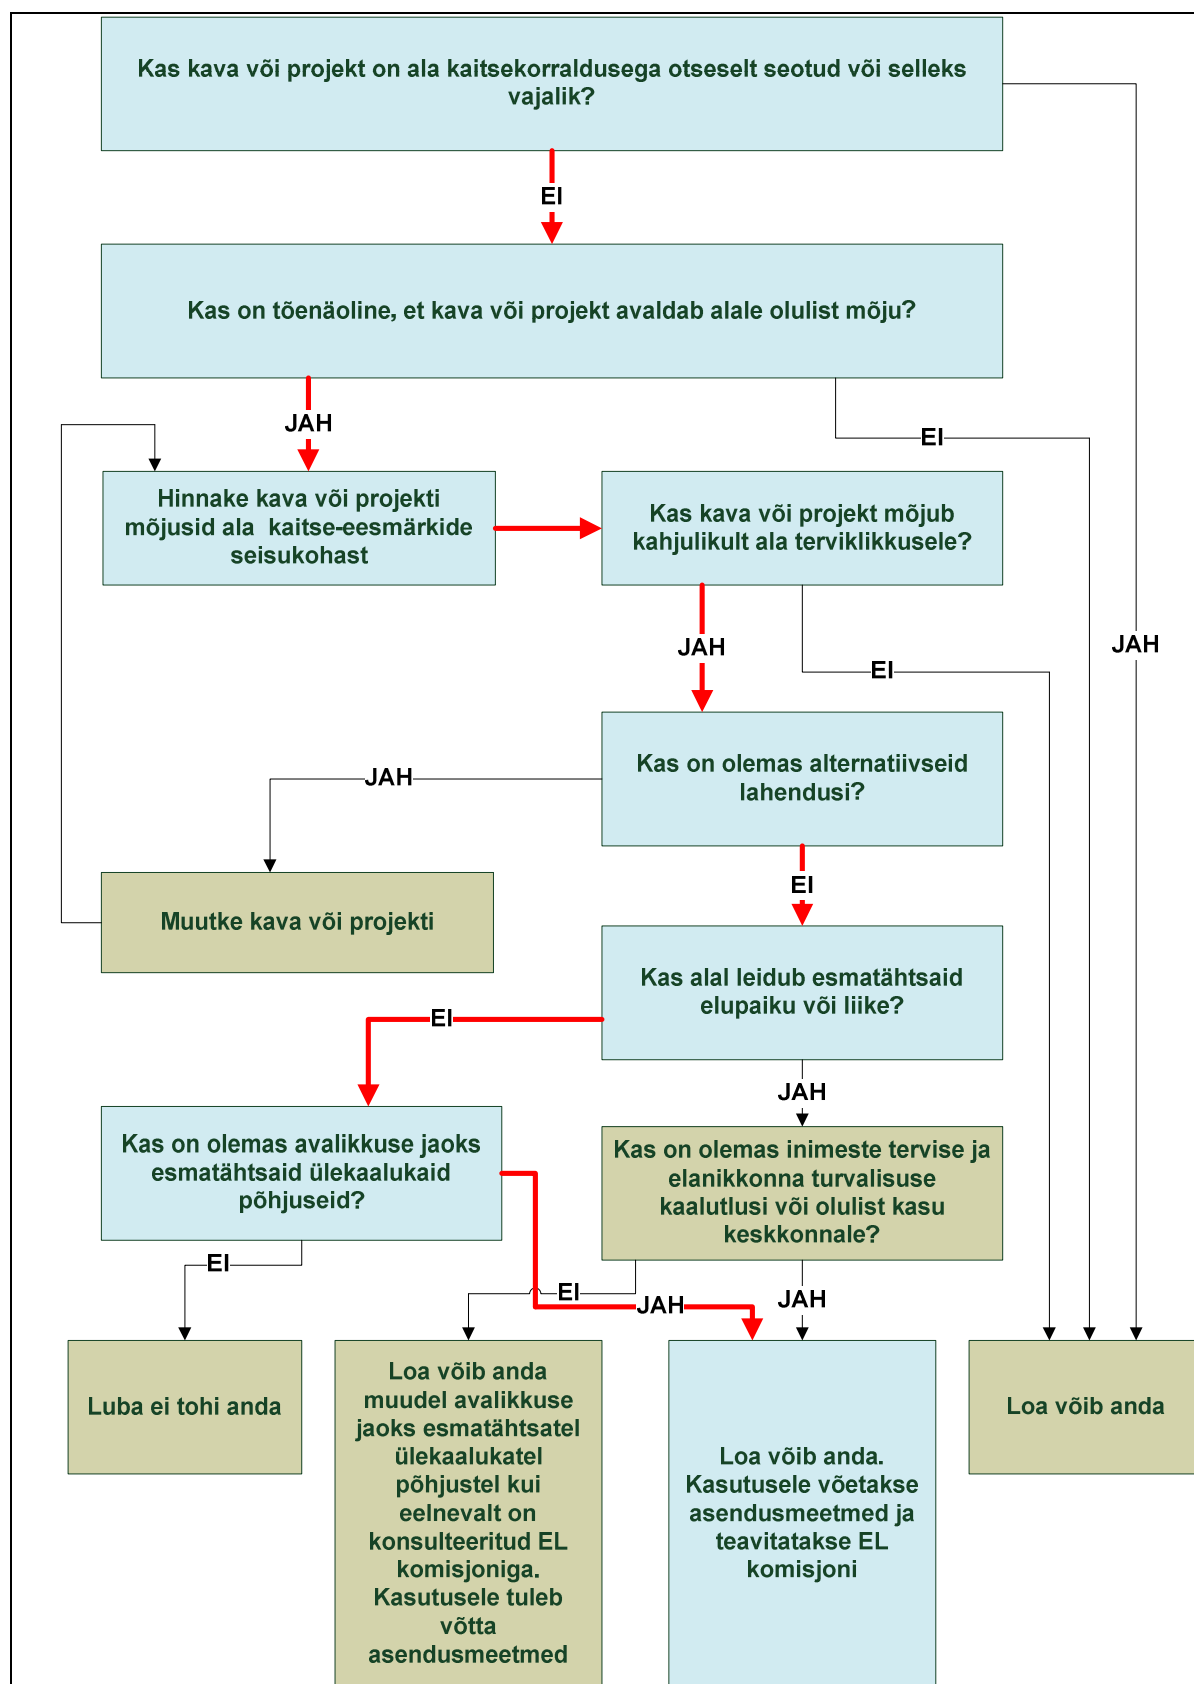 Kas kava või projekt on ala kaitsekorraldusega otseselt seotud või selleks
vajalik?
EI
Kas on tõenäoline, et kava või projekt avaldab alale olulist mõju?
JAH
EI
Hinnake kava või projekti
mõjusid ala kaitse-eesmärkide
seisukohast
Kas kava või projekt mõjub
kahjulikult ala terviklikkusele?
JAH
JAH
EI
Kas on olemas alternatiivseid
lahendusi?
JAH
EI
Muutke kava või projekti
Kas alal leidub esmatähtsaid
elupaiku või liike?
EI
JAH
Kas on olemas avalikkuse jaoks
esmatähtsaid ülekaalukaid
põhjuseid?
Kas on olemas inimeste tervise ja
elanikkonna turvalisuse
kaalutlusi või olulist kasu
keskkonnale?
EI
EI
JAH
JAH
Luba ei tohi anda
Loa võib anda
muudel avalikkuse
jaoks esmatähtsatel
ülekaalukatel
põhjustel kui
eelnevalt on
konsulteeritud EL
komisjoniga.
Kasutusele tuleb
võtta
asendusmeetmed
Loa võib anda.
Kasutusele võetakse
asendusmeetmed ja
teavitatakse EL
komisjoni
Loa võib anda